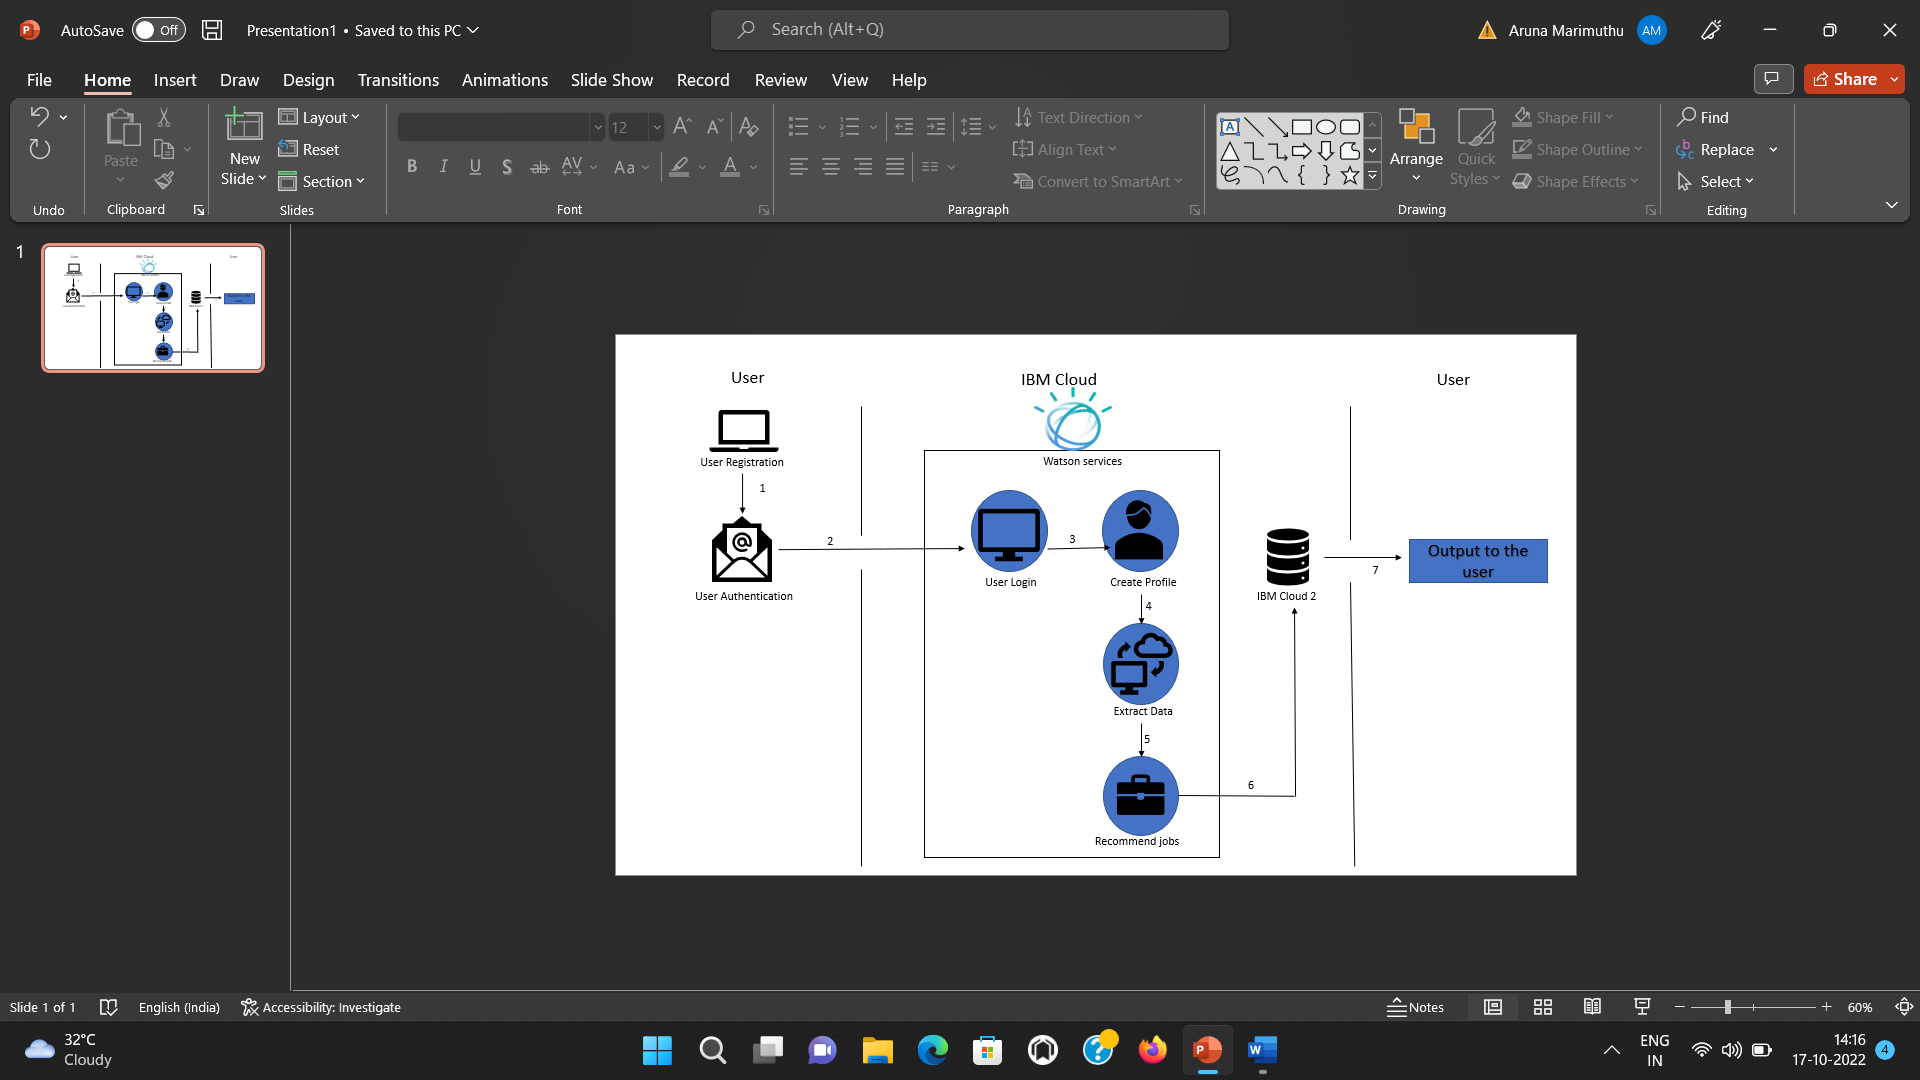 AutoSave Off Presentation1 • Saved to this PC
Search (Alt+Q)
Aruna Marimuthu AM
File Home Insert Draw Design Transitions Animations Slide Show Record Review View Help
Share
Paste
New
Slide
Layout
Reset
Section
12
B I U S ab AV Aa A
Text Direction
Align Text
Convert to SmartArt
Arrange
Quick
Styles
Shape Fill
Shape Outline
Shape Effects
Find
Replace
Select
Undo Clipboard Slides Font Paragraph Drawing Editing
1
User
IBM Cloud
User
Watson services
User Registration
1
User Authentication
2
User Login
3
Create Profile
4
Extract Data
5
Recommend jobs
6
IBM Cloud 2
7
Output to the
user
Slide 1 of 1 English (India) Accessibility: Investigate
Notes
60%
32°C
Cloudy
ENG
IN
14:16
17-10-2022
4